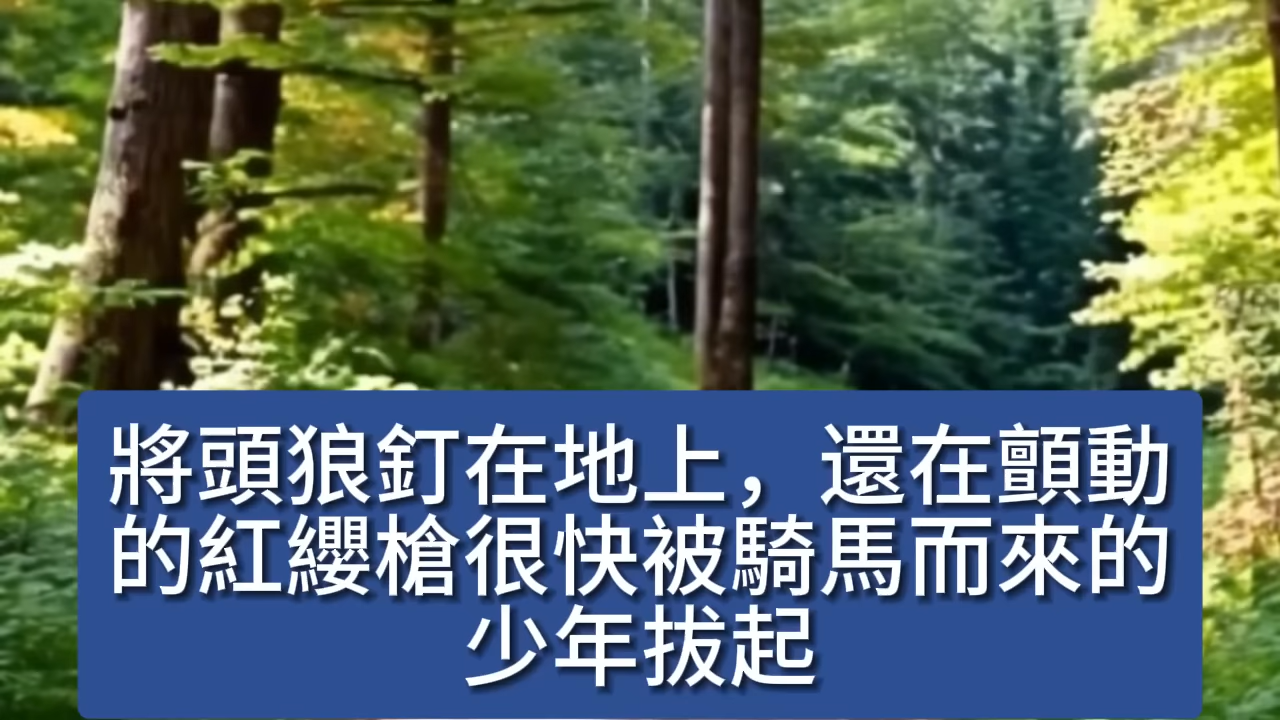 將頭狼釘在地上，還在顫動
的紅纓槍很快被騎馬而來的
少年拔起